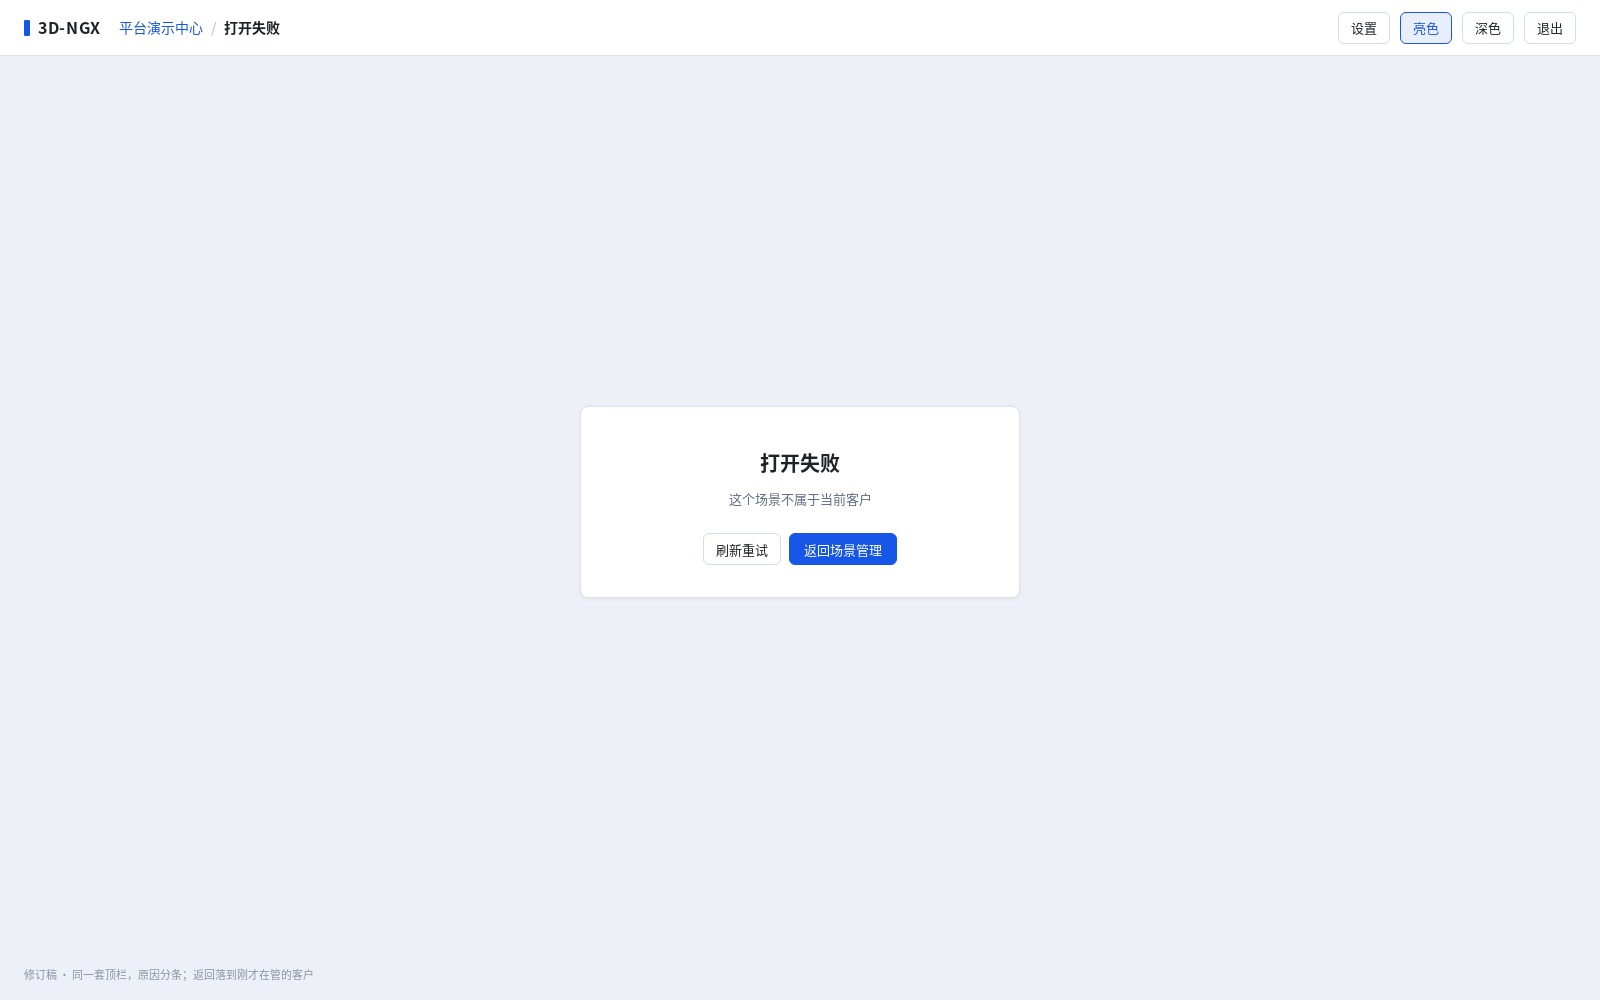 3D-NGX 平台演示中心 / 打开失败 设置 亮色 深色 退出
打开失败
这个场景不属于当前客户
刷新重试 返回场景管理
修订稿 · 同一套顶栏，原因分条；返回落到刚才在管的客户